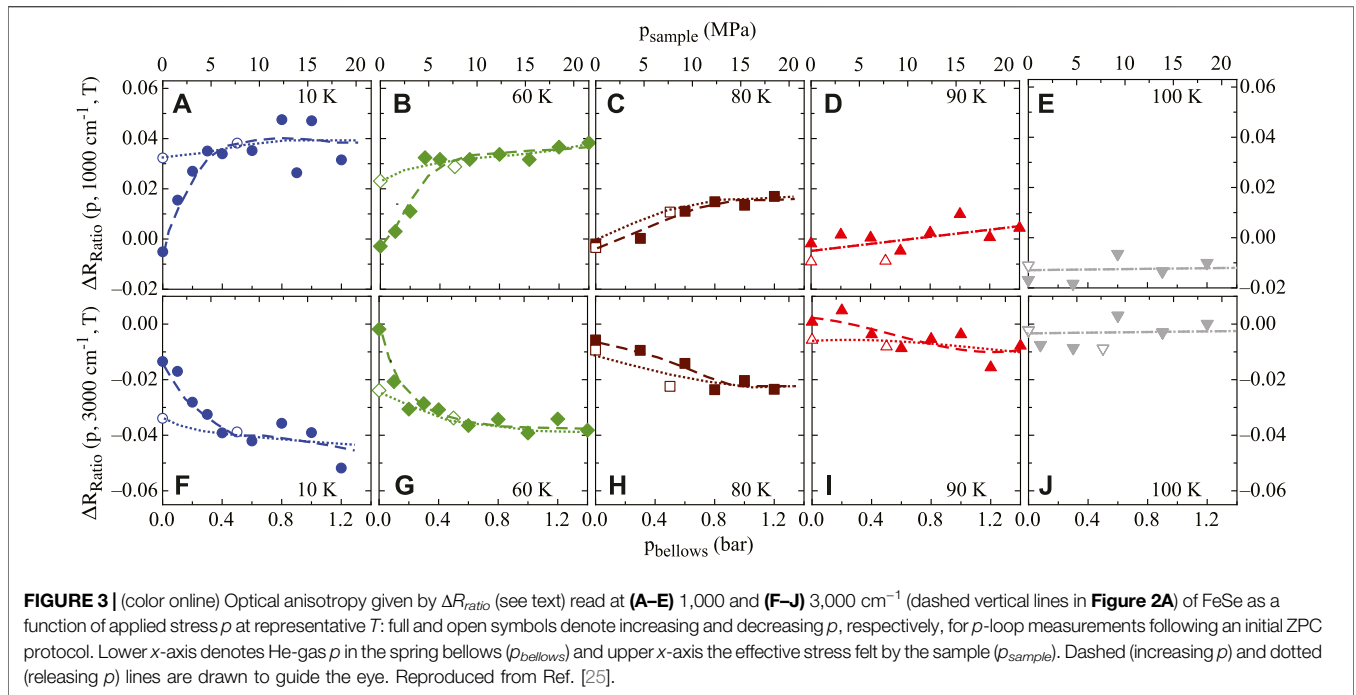 p_sample (MPa)
0 5 10 15 20 0 5 10 15 20 0 5 10 15 20 0 5 10 15 20 0 5 10 15 20
A 10 K B 60 K C 80 K D 90 K E 100 K
ΔR_Ratio (p, 1000 cm⁻¹, T)
0.06 0.06
0.04 0.04
0.02 0.02
0.00 0.00
−0.02 −0.02
ΔR_Ratio (p, 3000 cm⁻¹, T)
0.00 0.00
−0.02 −0.02
−0.04 −0.04
−0.06 −0.06
F 10 K G 60 K H 80 K I 90 K J 100 K
0.0 0.4 0.8 1.2 0.0 0.4 0.8 1.2 0.0 0.4 0.8 1.2 0.0 0.4 0.8 1.2 0.0 0.4 0.8 1.2
p_bellows (bar)
FIGURE 3 | (color online) Optical anisotropy given by ΔR_ratio (see text) read at (A–E) 1,000 and (F–J) 3,000 cm⁻¹ (dashed vertical lines in Figure 2A) of FeSe as a
function of applied stress p at representative T: full and open symbols denote increasing and decreasing p, respectively, for p-loop measurements following an initial ZPC
protocol. Lower x-axis denotes He-gas p in the spring bellows (p_bellows) and upper x-axis the effective stress felt by the sample (p_sample). Dashed (increasing p) and dotted
(releasing p) lines are drawn to guide the eye. Reproduced from Ref. [25].